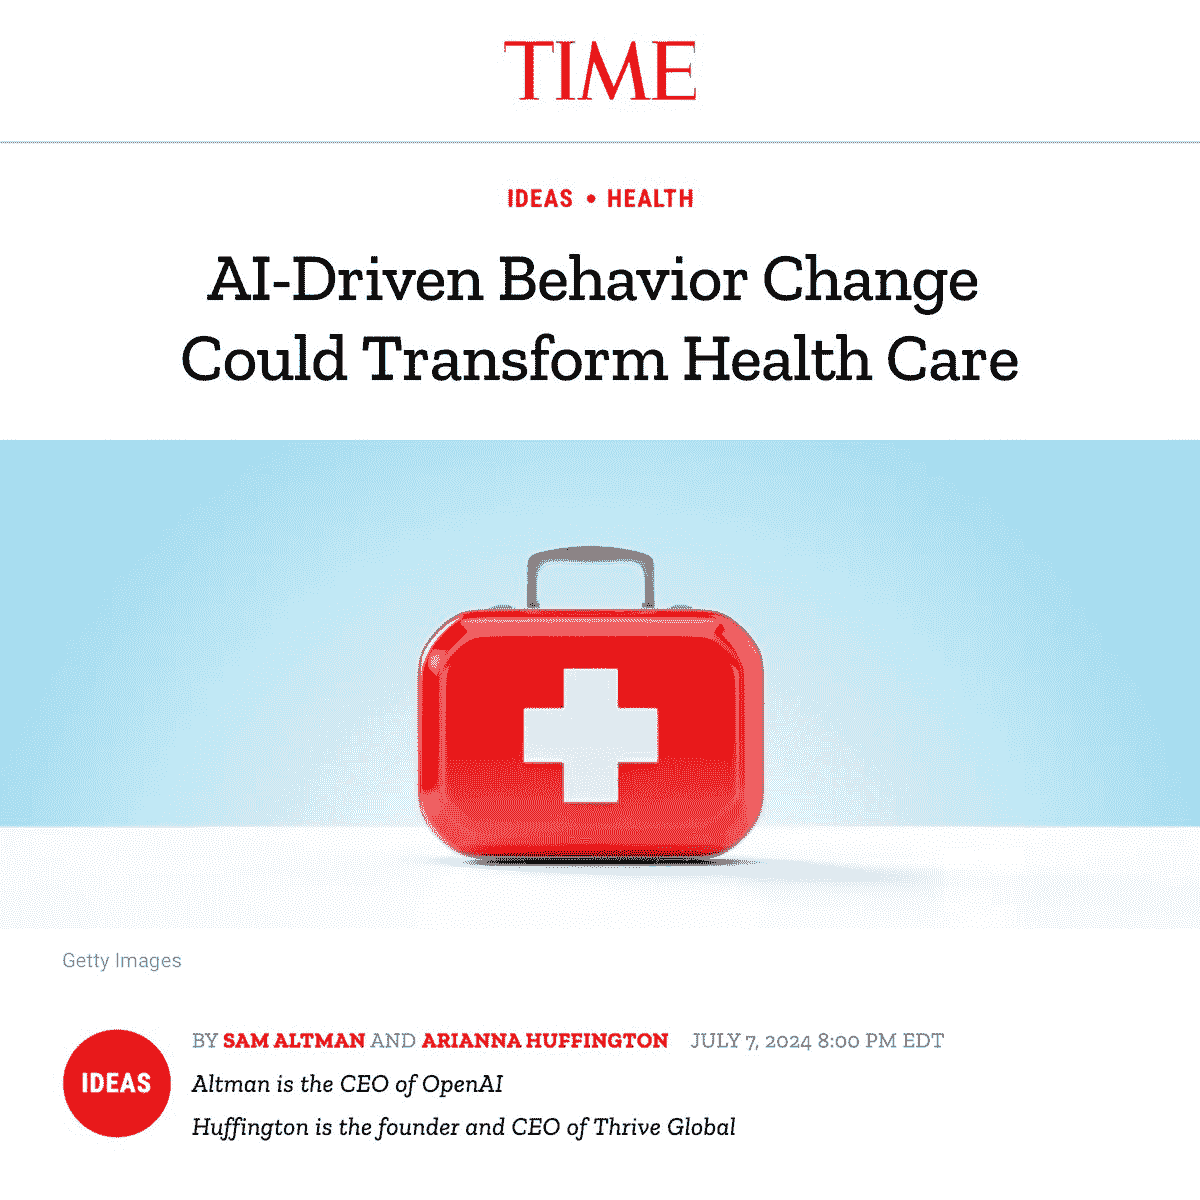 TIME
IDEAS • HEALTH
AI-Driven Behavior Change
Could Transform Health Care
Getty Images
IDEAS
BY SAM ALTMAN AND ARIANNA HUFFINGTON JULY 7, 2024 8:00 PM EDT
Altman is the CEO of OpenAI
Huffington is the founder and CEO of Thrive Global